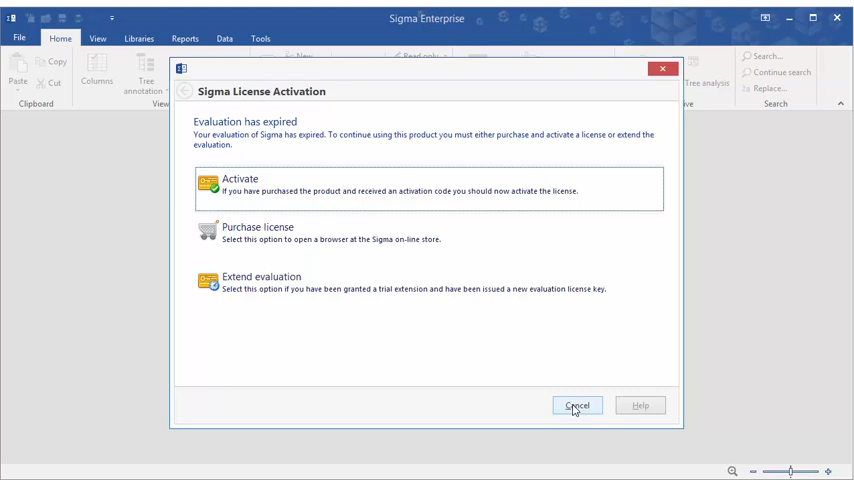 Sigma Enterprise
File Home View Libraries Reports Data Tools
Copy
Cut
Paste
Columns
Tree
annotation
New
Read only
Tree analysis
Search...
Continue search
Replace...
Clipboard
View
Search
Sigma License Activation
Evaluation has expired
Your evaluation of Sigma has expired. To continue using this product you must either purchase and activate a license or extend the
evaluation.
Activate
If you have purchased the product and received an activation code you should now activate the license.
Purchase license
Select this option to open a browser at the Sigma on-line store.
Extend evaluation
Select this option if you have been granted a trial extension and have been issued a new evaluation license key.
Cancel
Help